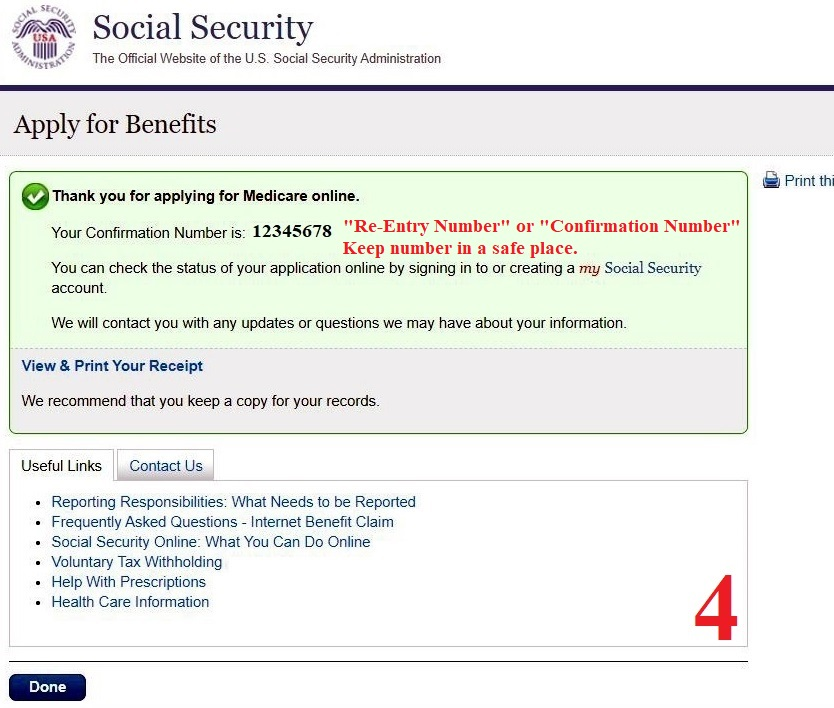 SOCIAL SECURITY ADMINISTRATION
USA
Social Security
The Official Website of the U.S. Social Security Administration
Apply for Benefits
Print thi
Thank you for applying for Medicare online.
Your Confirmation Number is: 12345678 "Re-Entry Number" or "Confirmation Number"
Keep number in a safe place.
You can check the status of your application online by signing in to or creating a my Social Security
account.
We will contact you with any updates or questions we may have about your information.
View & Print Your Receipt
We recommend that you keep a copy for your records.
Useful Links Contact Us
Reporting Responsibilities: What Needs to be Reported
Frequently Asked Questions - Internet Benefit Claim
Social Security Online: What You Can Do Online
Voluntary Tax Withholding
Help With Prescriptions
Health Care Information
4
Done